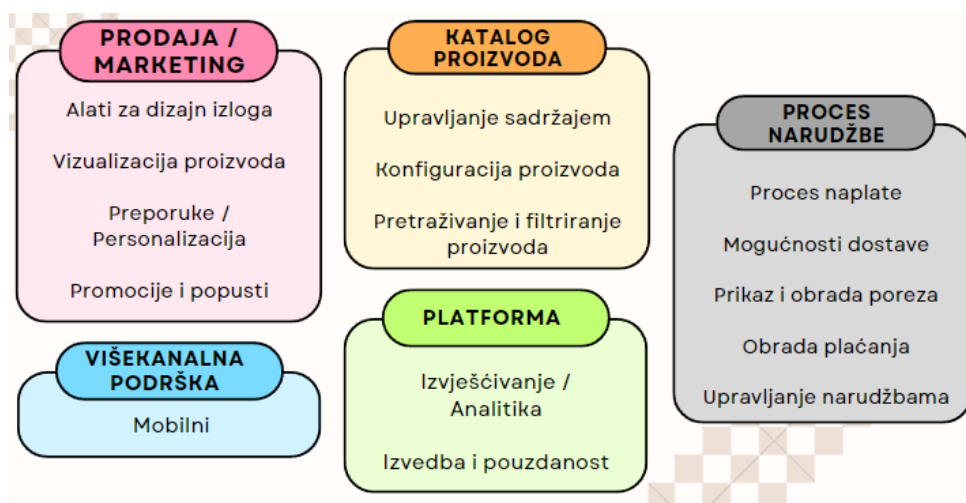 PRODAJA /
MARKETING
Alati za dizajn izloga
Vizualizacija proizvoda
Preporuke /
Personalizacija
Promocije i popusti
VIŠEKANALNA
PODRŠKA
Mobilni
KATALOG
PROIZVODA
Upravljanje sadržajem
Konfiguracija proizvoda
Pretraživanje i filtriranje
proizvoda
PLATFORMA
Izvješćivanje /
Analitika
Izvedba i pouzdanost
PROCES
NARUDŽBE
Proces naplate
Mogućnosti dostave
Prikaz i obrada poreza
Obrada plaćanja
Upravljanje narudžbama